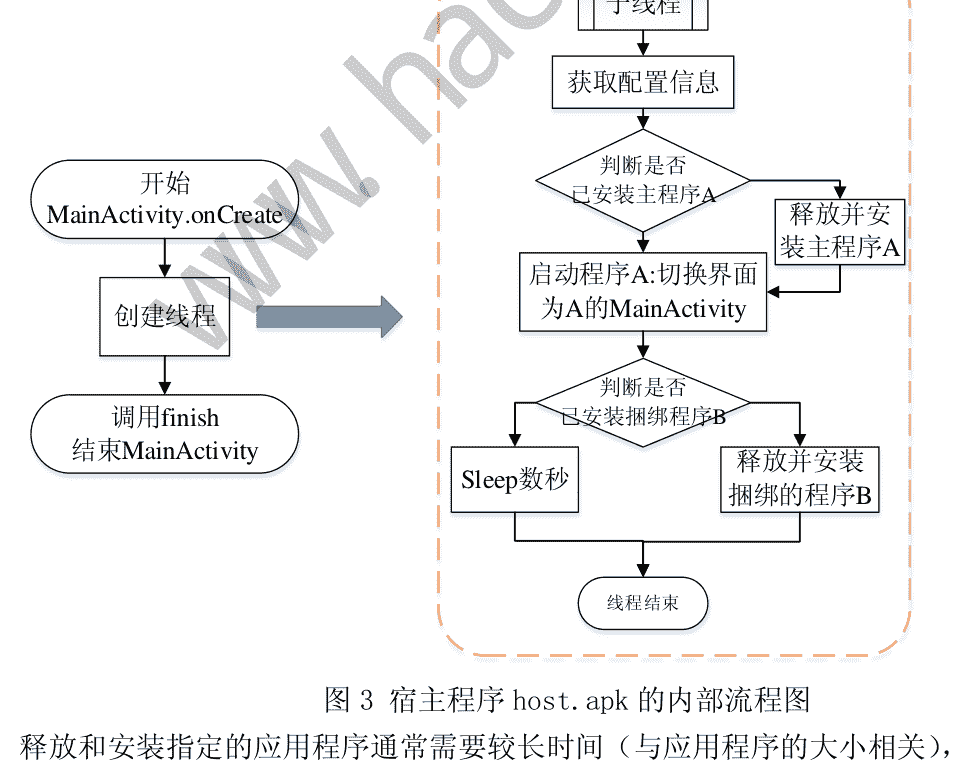 开始
MainActivity.onCreate
创建线程
调用finish
结束MainActivity
子线程
获取配置信息
判断是否
已安装主程序A
释放并安
装主程序A
启动程序A:切换界面
为A的MainActivity
判断是否
已安装捆绑程序B
Sleep数秒
释放并安装
捆绑的程序B
线程结束
图 3 宿主程序 host.apk 的内部流程图
释放和安装指定的应用程序通常需要较长时间（与应用程序的大小相关），
www.hac